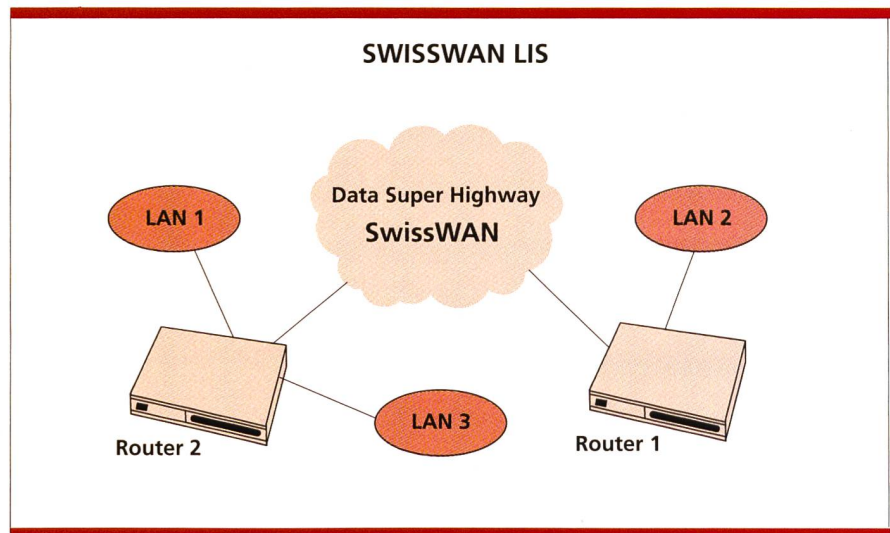 SWISSWAN LIS
Data Super Highway
SwissWAN
LAN 1
LAN 2
LAN 3
Router 2
Router 1